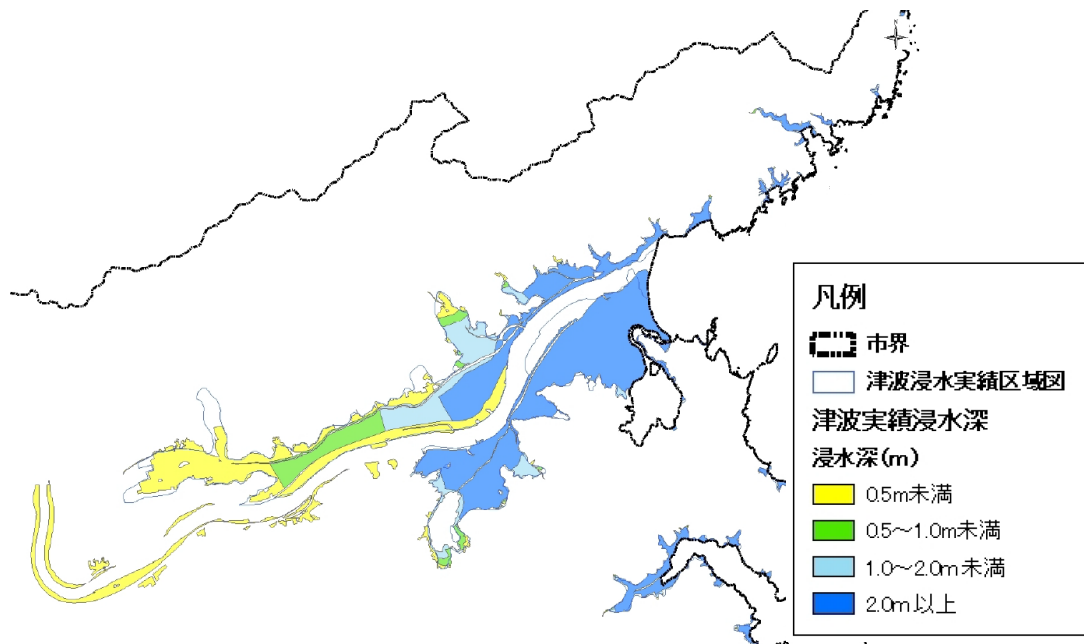 凡例
市界
津波浸水実績区域図
津波実績浸水深
浸水深(m)
0.5m未満
0.5～1.0m未満
1.0～2.0m未満
2.0m以上